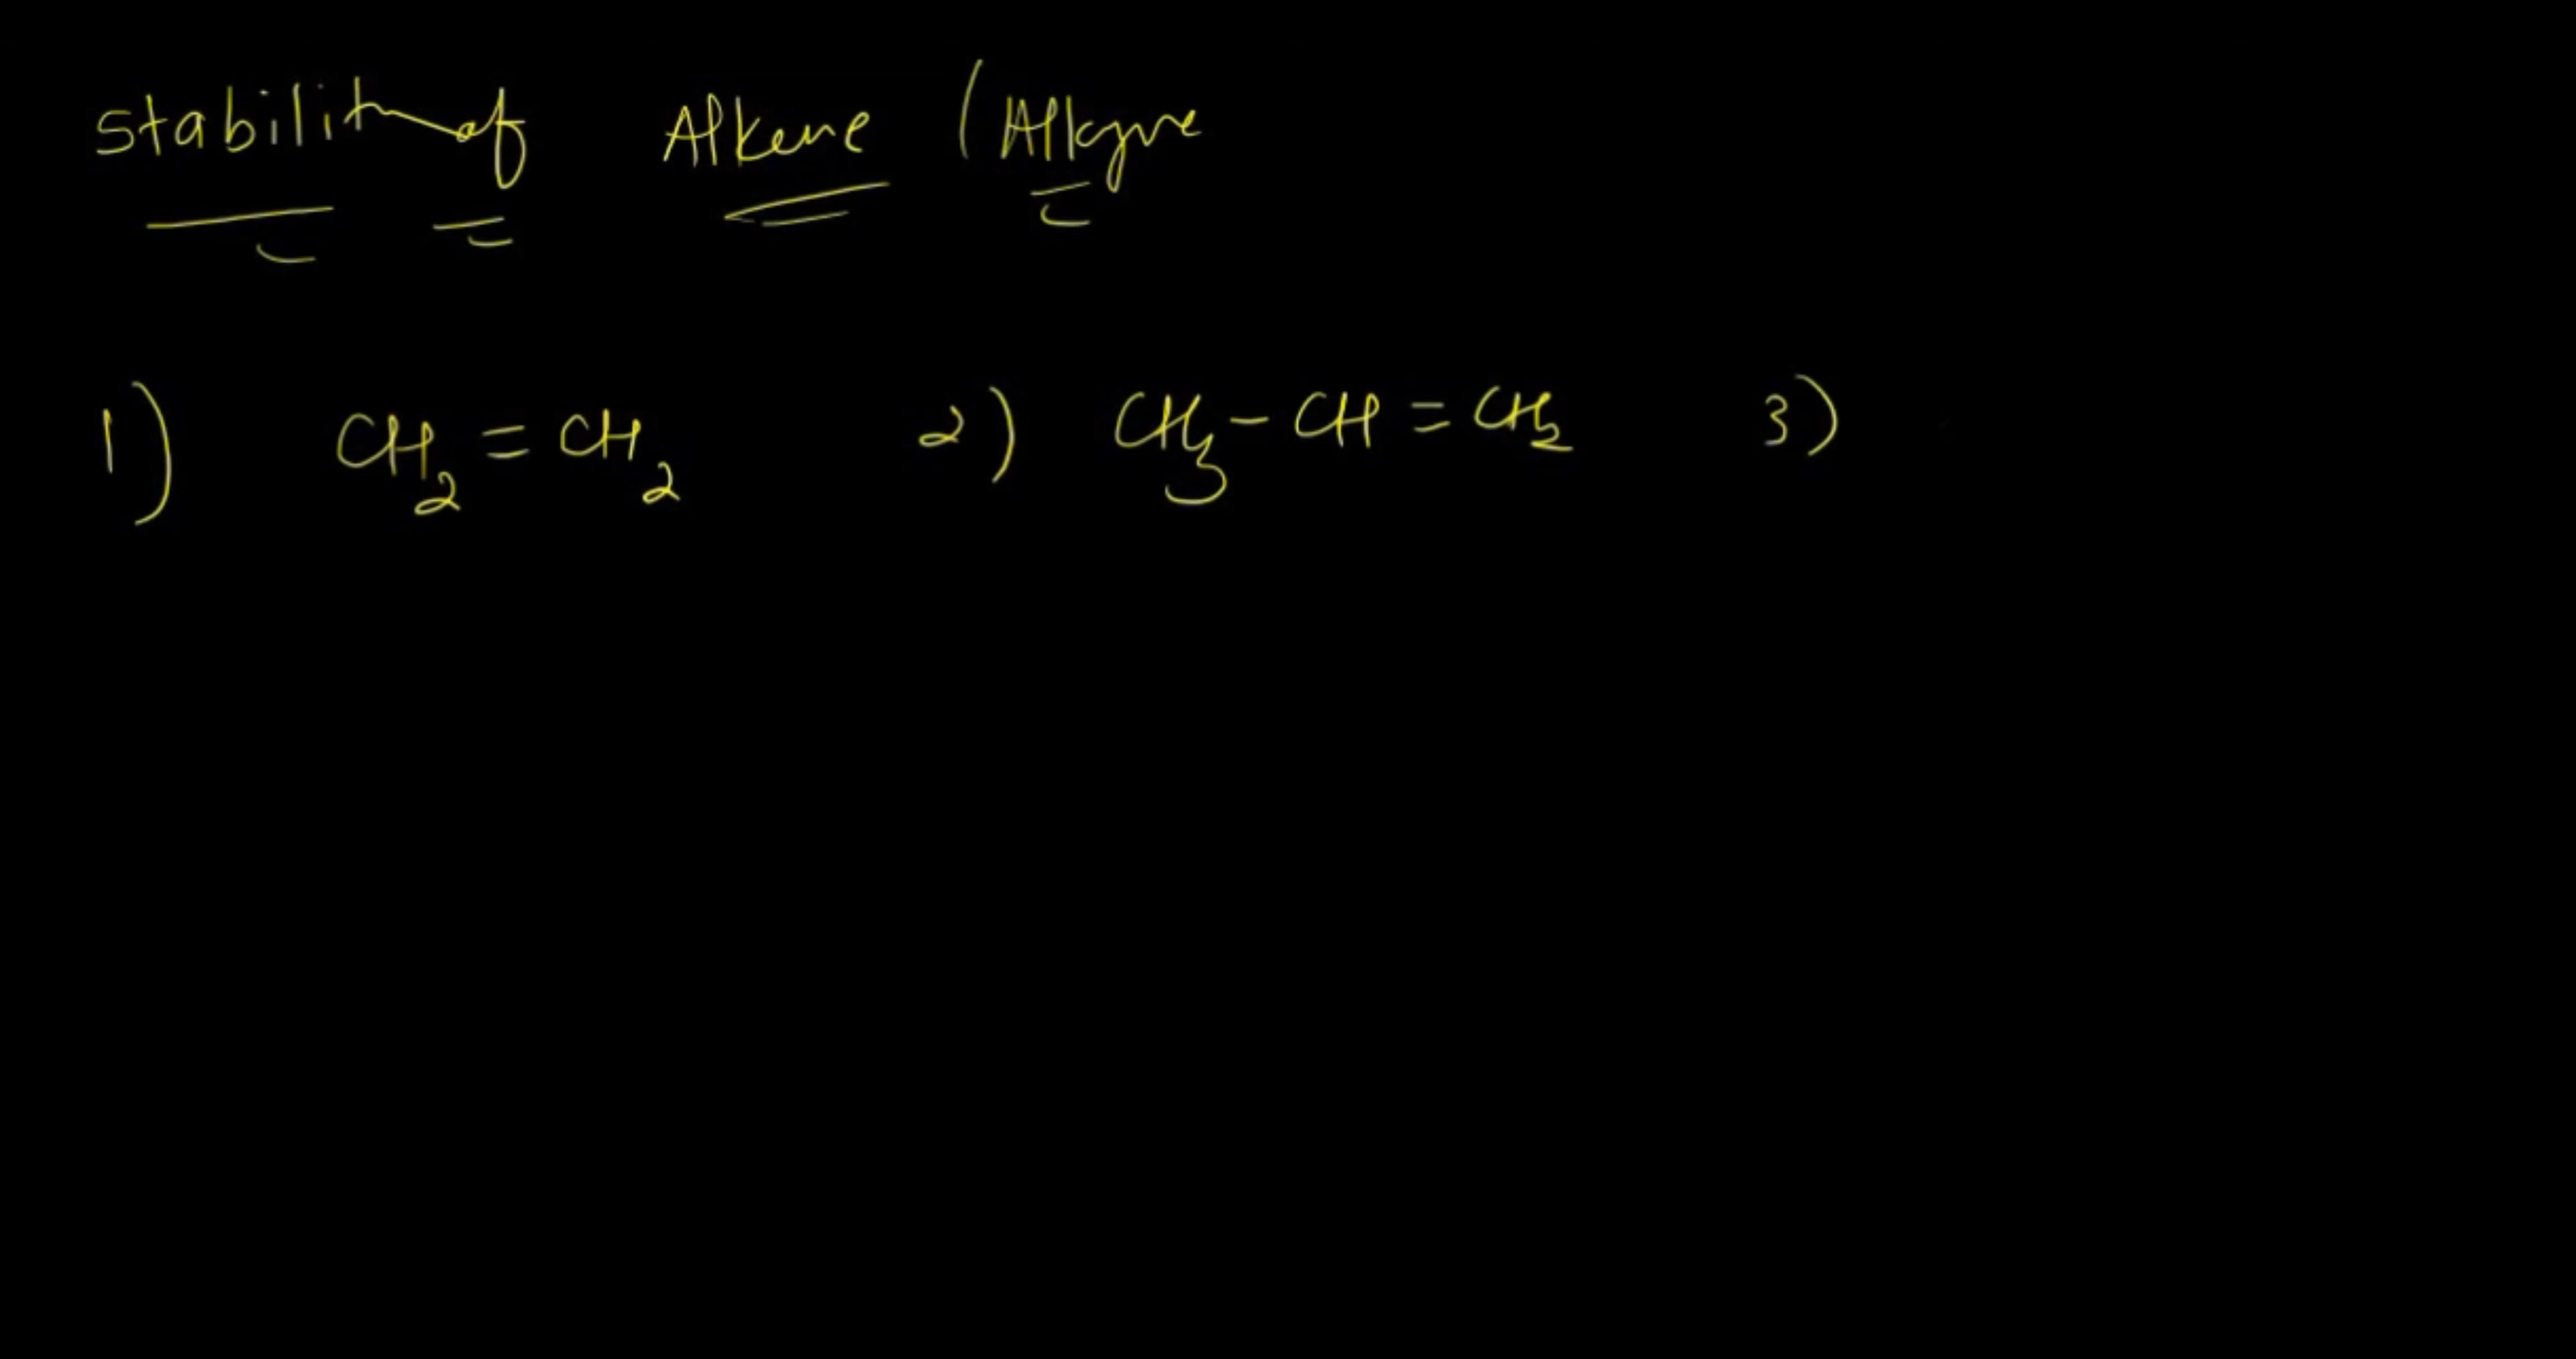 Stability of Alkene (Alkyne
1) CH₂ = CH₂ 2) CH₃ - CH = CH₂ 3)